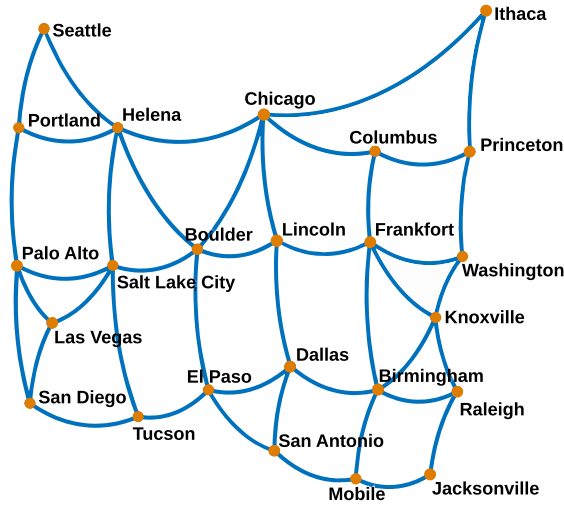 Ithaca
Seattle
Chicago
Portland
Helena
Columbus
Princeton
Boulder
Lincoln
Frankfort
Palo Alto
Salt Lake City
Washington
Las Vegas
Knoxville
Dallas
El Paso
Birmingham
San Diego
Raleigh
Tucson
San Antonio
Mobile
Jacksonville